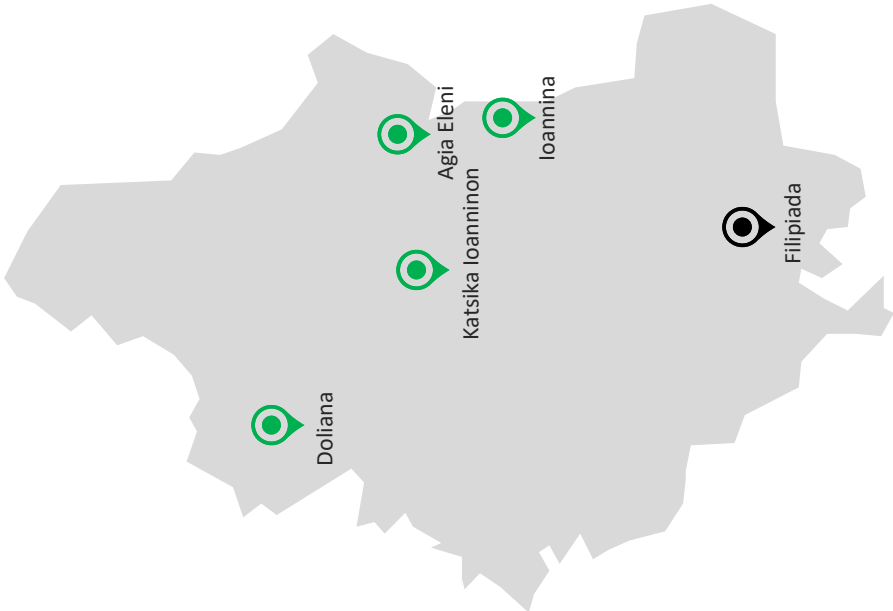 Doliana
Agia Eleni
Katsika Ioanninon
Ioannina
Filipiada